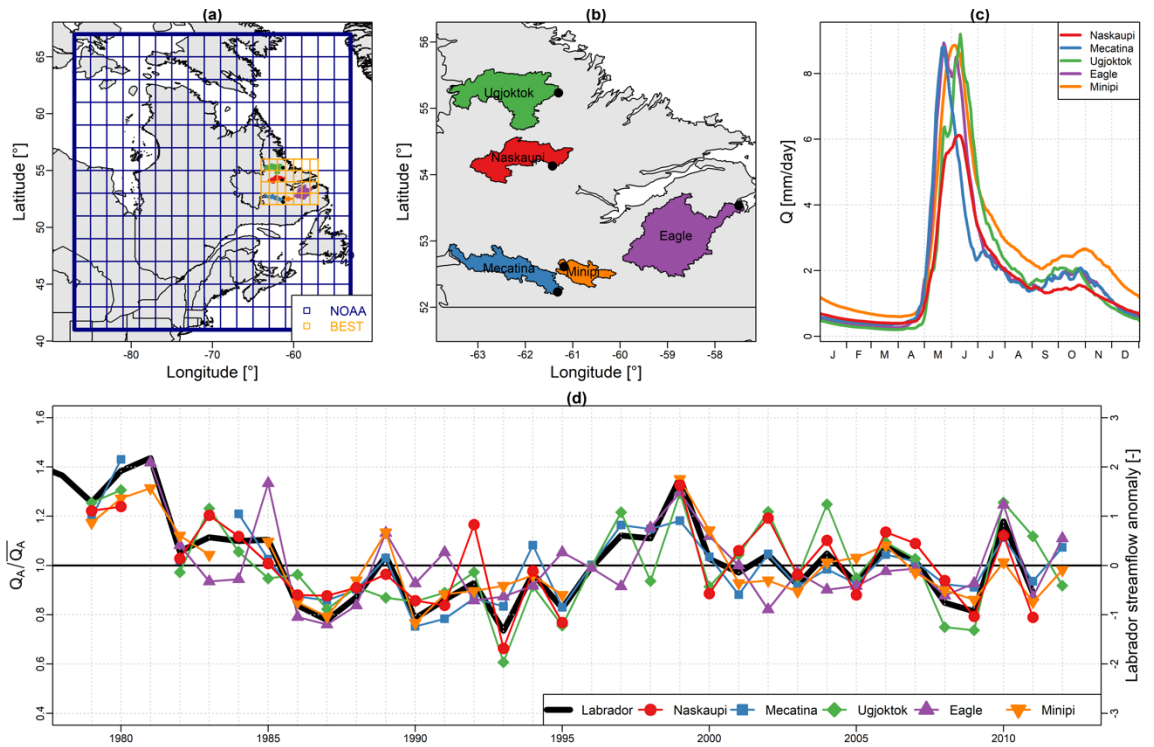 (a)
Latitude [°]
65
60
55
50
45
40
-80
-70
-60
Longitude [°]
NOAA
BEST
(b)
Latitude [°]
56
55
54
53
52
-63
-62
-61
-60
-59
-58
-57
Longitude [°]
Ugjoktok
Naskaupi
Eagle
Mecatina
Minipi
(c)
Q [mm/day]
8
6
4
2
0
J F M A M J J A S O N D
Naskaupi
Mecatina
Ugjoktok
Eagle
Minipi
(d)
Q_A/Q_A
1.6
1.4
1.2
1.0
0.8
0.6
0.4
Labrador streamflow anomaly [-]
3
2
1
0
-1
-2
-3
Labrador Naskaupi Mecatina Ugjoktok Eagle Minipi
1980 1985 1990 1995 2000 2005 2010